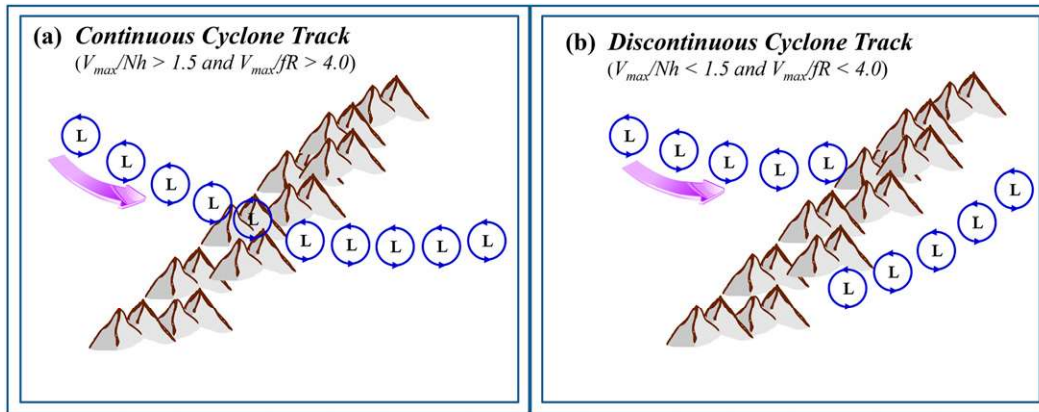 (a) Continuous Cyclone Track
(Vmax/Nh > 1.5 and Vmax/fR > 4.0)
L
L
L
L
L
L
L
L
L
L
(b) Discontinuous Cyclone Track
(Vmax/Nh < 1.5 and Vmax/fR < 4.0)
L
L
L
L
L
L
L
L
L
L